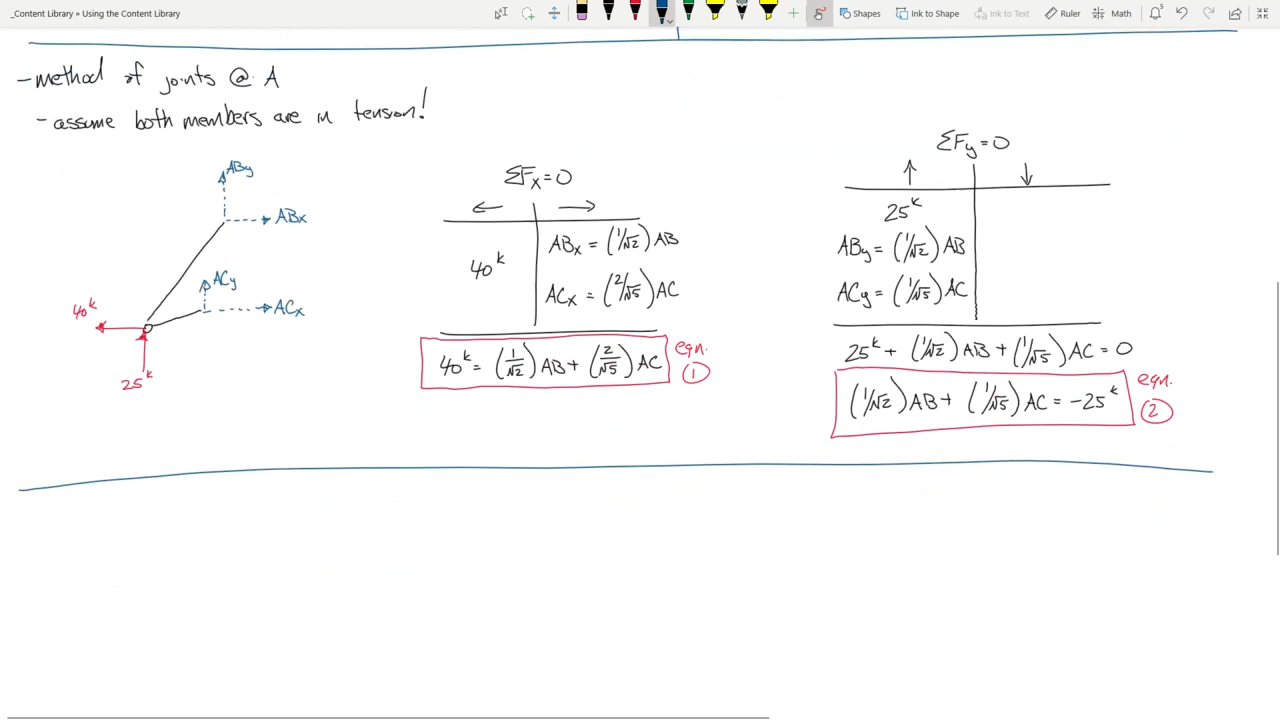 _Content Library » Using the Content Library
Shapes
Ink to Shape
Ink to Text
Ruler
Math
-method of joints @ A
-assume both members are in tension!
ABy
ABx
ACy
ACx
40ᵏ
25ᵏ
ΣFx=0
← →
40ᵏ
ABx = (1/√2) AB
ACx = (2/√5) AC
40ᵏ = (1/√2) AB + (2/√5) AC
eqn. ①
ΣFy=0
↑ ↓
25ᵏ
ABy = (1/√2) AB
ACy = (1/√5) AC
25ᵏ + (1/√2) AB + (1/√5) AC = 0
(1/√2) AB + (1/√5) AC = -25ᵏ
eqn. ②